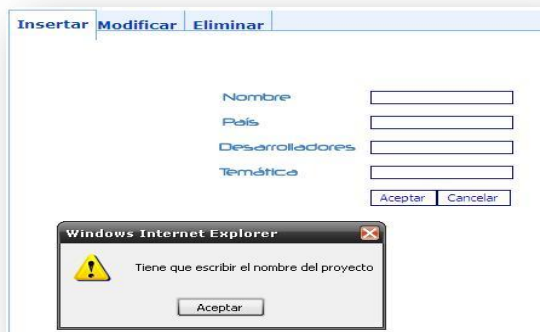 Insertar Modificar Eliminar
Nombre
País
Desarrolladores
Temática
Aceptar Cancelar
Windows Internet Explorer
Tiene que escribir el nombre del proyecto
Aceptar